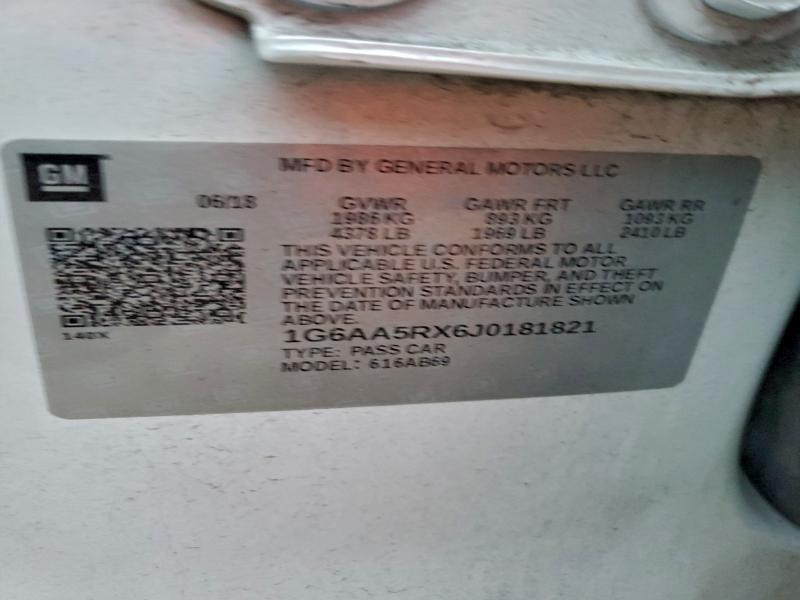 GM
MFD BY GENERAL MOTORS LLC
06/18 GVWR GAWR FRT GAWR RR
1986 KG 893 KG 1093 KG
4378 LB 1969 LB 2410 LB
THIS VEHICLE CONFORMS TO ALL
APPLICABLE U.S. FEDERAL MOTOR
VEHICLE SAFETY, BUMPER, AND THEFT
PREVENTION STANDARDS IN EFFECT ON
THE DATE OF MANUFACTURE SHOWN
ABOVE.
1G6AA5RX6J0181821
140X
TYPE: PASS CAR
MODEL: 616AB69